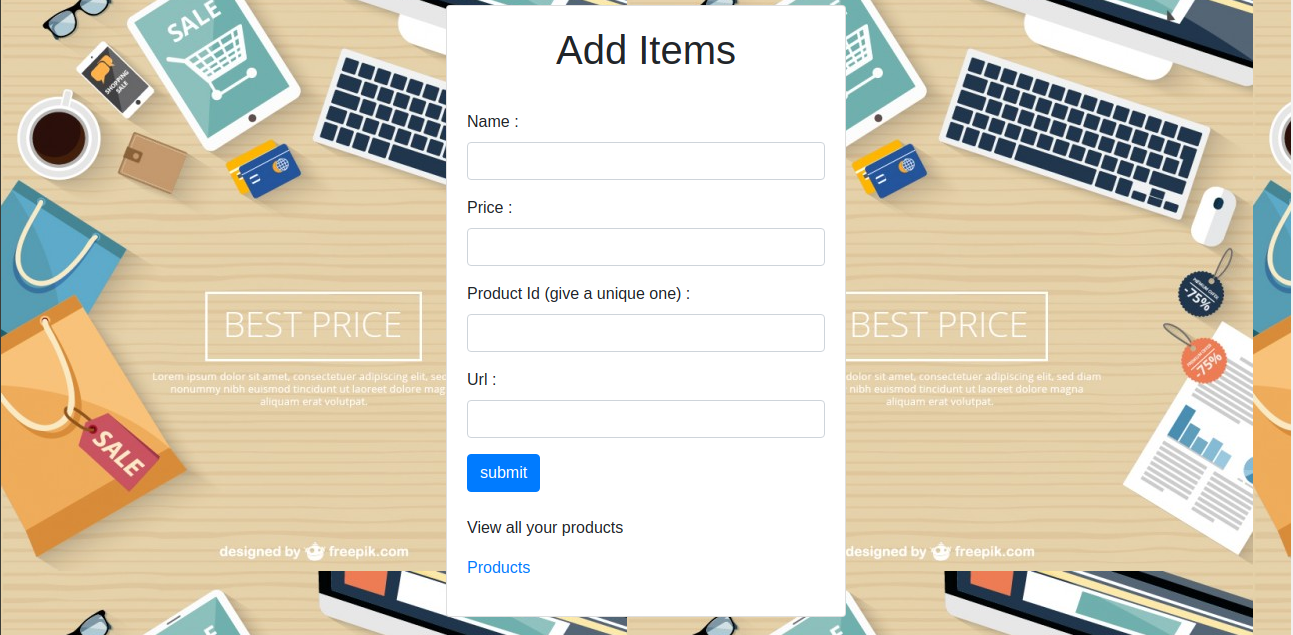 SALE
SHOPPING
SALE
Add Items
Name :
Price :
Product Id (give a unique one) :
Url :
submit
View all your products
Products
BEST PRICE
Lorem ipsum dolor sit amet, consectetuer adipiscing elit, sed
nonummy nibh euismod tincidunt ut laoreet dolore mag
aliquam erat volutpat.
SALE
designed by freepik.com
BEST PRICE
dolor sit amet, consectetuer adipiscing elit, sed diam
nibh euismod tincidunt ut laoreet dolore magna
aliquam erat volutpat.
-75%
-75%
designed by freepik.com